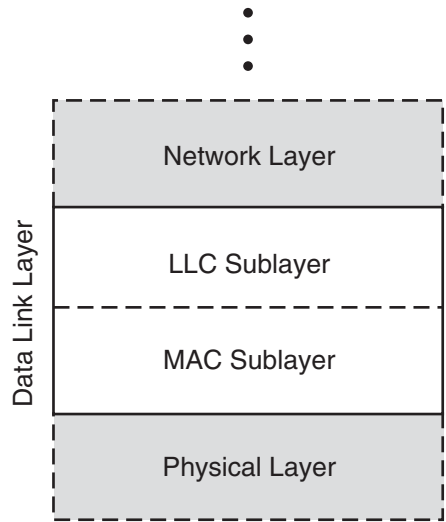 Network Layer
LLC Sublayer
Data Link Layer
MAC Sublayer
Physical Layer